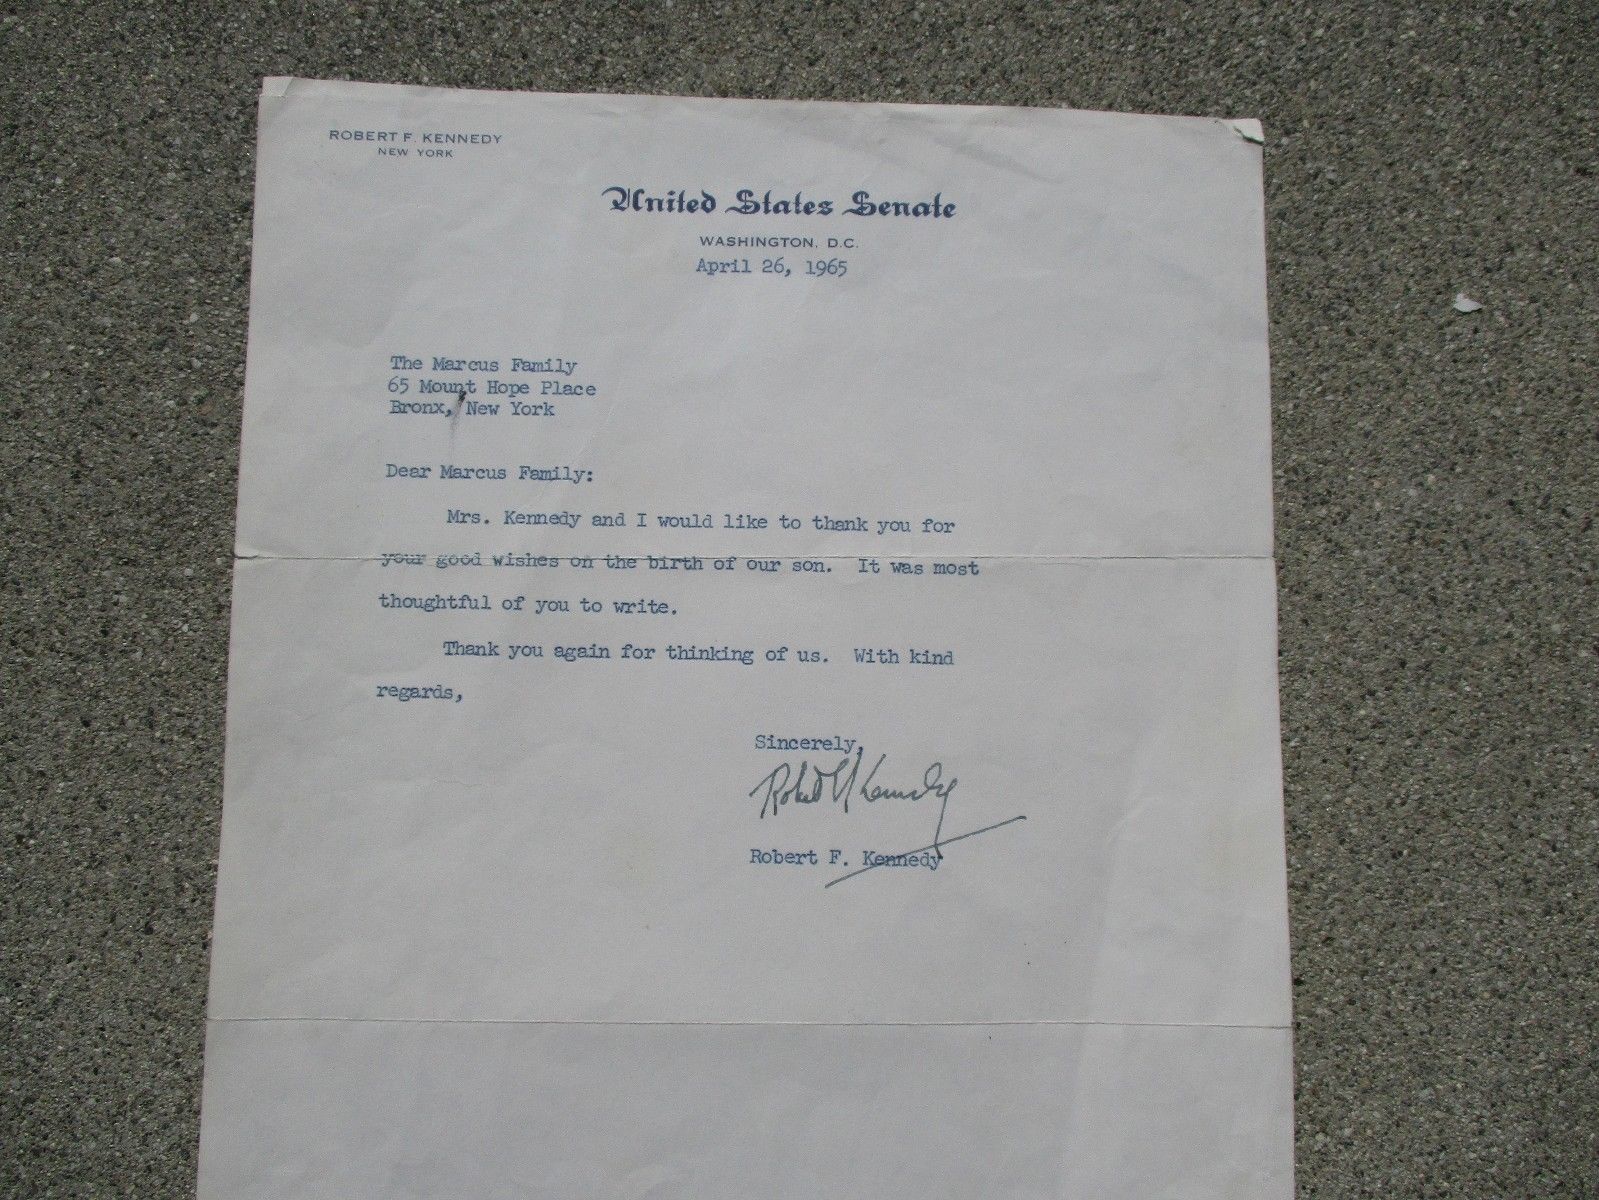 ROBERT F. KENNEDY
NEW YORK
United States Senate
WASHINGTON, D.C.
April 26, 1965
The Marcus Family
65 Mount Hope Place
Bronx, New York
Dear Marcus Family:
Mrs. Kennedy and I would like to thank you for
your good wishes on the birth of our son. It was most
thoughtful of you to write.
Thank you again for thinking of us. With kind
regards,
Sincerely,
Robert F Kennedy
Robert F. Kennedy